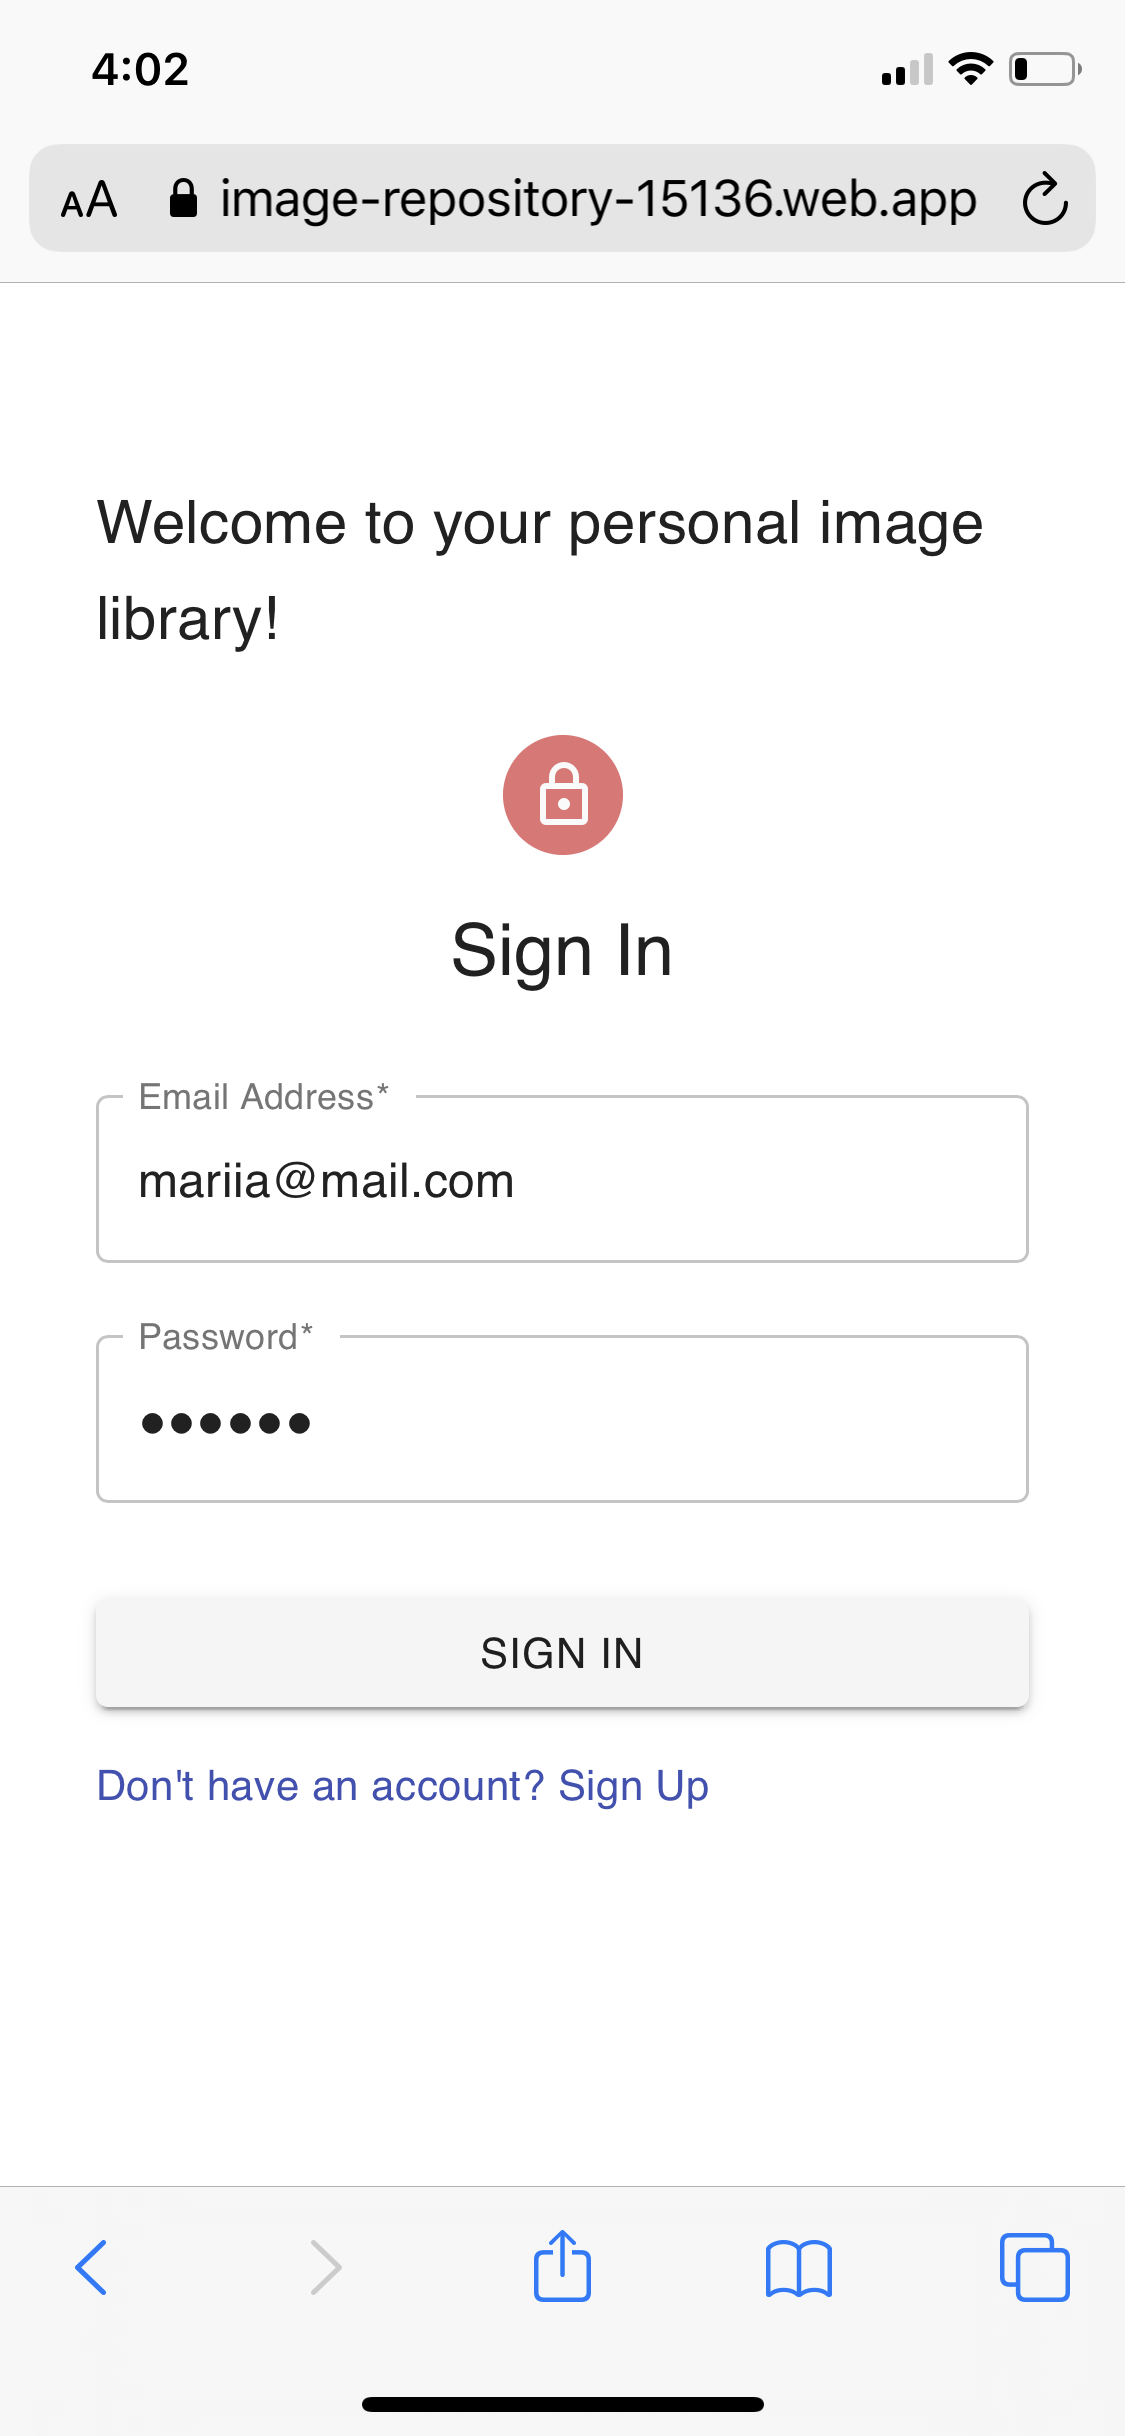 4:02
AA image-repository-15136.web.app
Welcome to your personal image
library!
Sign In
Email Address*
mariia@mail.com
Password*
••••••
SIGN IN
Don't have an account? Sign Up